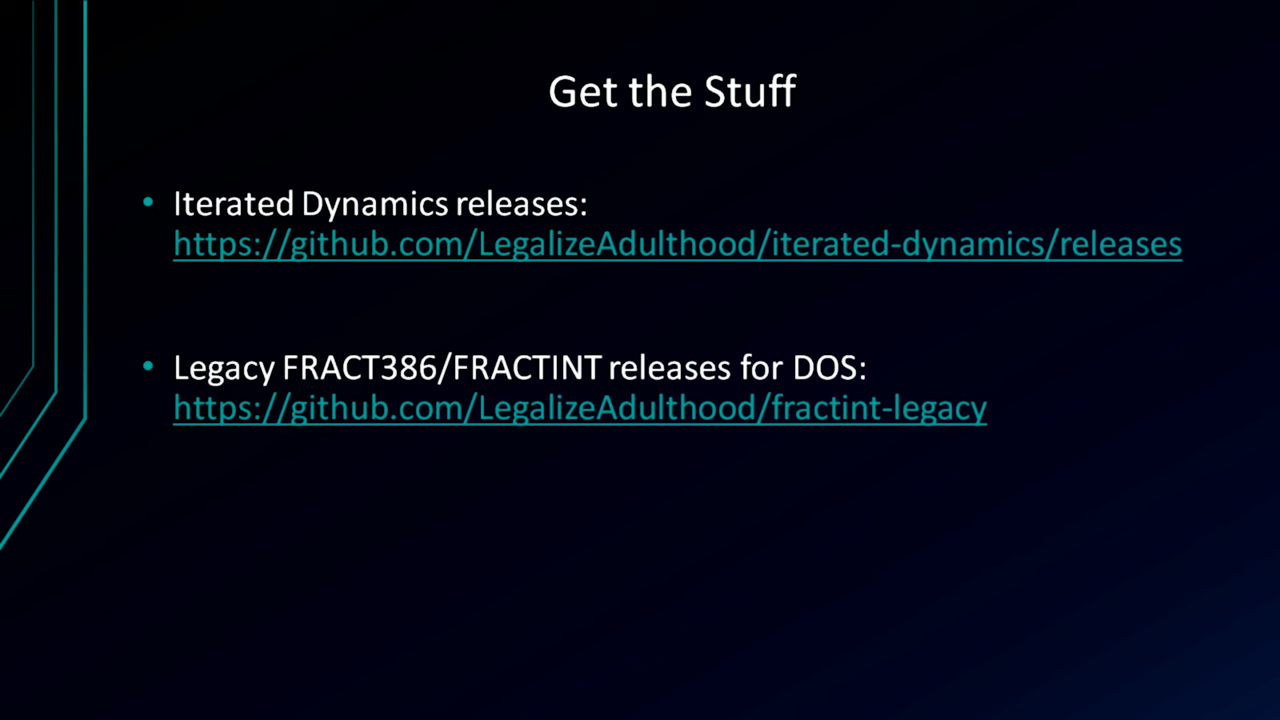 Get the Stuff
• Iterated Dynamics releases:
https://github.com/LegalizeAdulthood/iterated-dynamics/releases
• Legacy FRACT386/FRACTINT releases for DOS:
https://github.com/LegalizeAdulthood/fractint-legacy